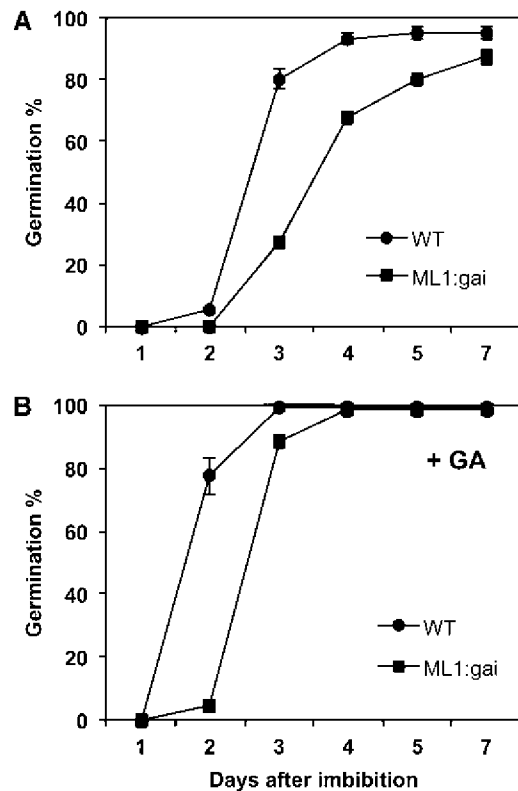 A
100
80
60
40
20
0
Germination %
WT
ML1:gai
1 2 3 4 5 7
B
100
80
60
40
20
0
Germination %
+ GA
WT
ML1:gai
1 2 3 4 5 7
Days after imbibition